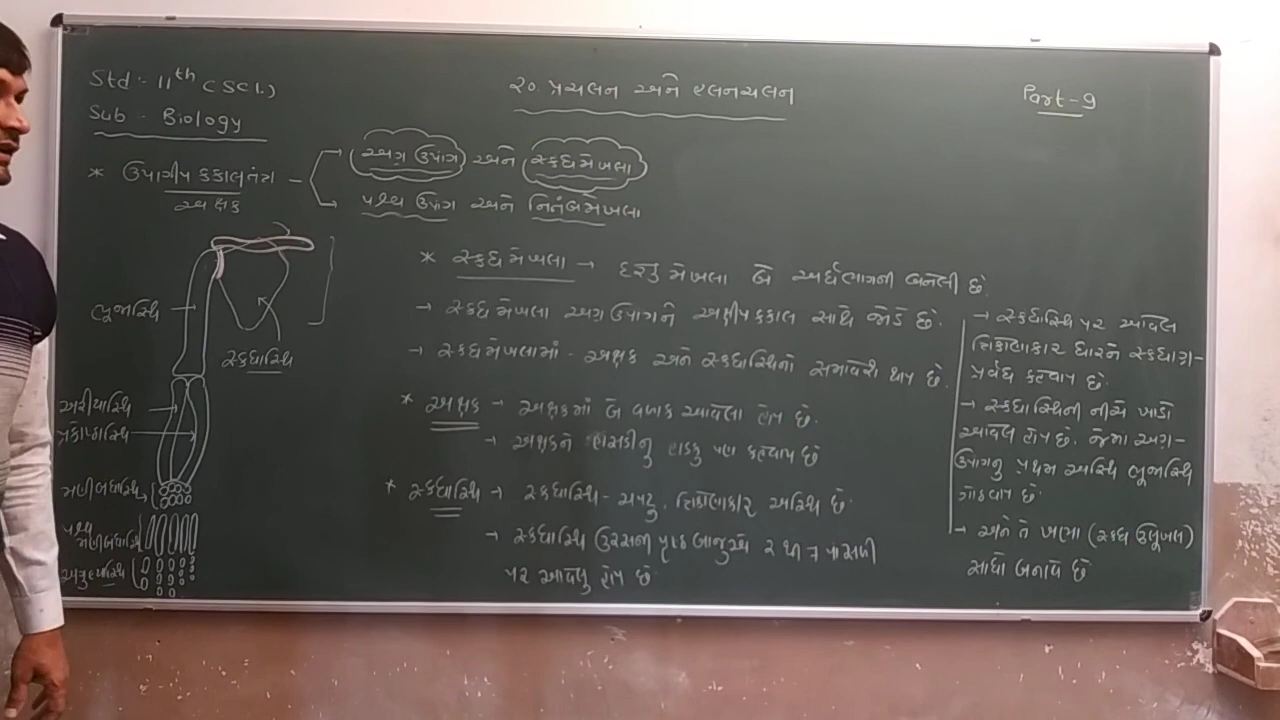 Std :- 11th (Sci.)
Sub :- Biology
૨૦. પ્રચલન અને હલનચલન
Part-9
* ઉપાંગીય કંકાલતંત્ર –
અગ્ર ઉપાંગ અને સ્કંધમેખલા
પશ્ચ ઉપાંગ અને નિતંબમેખલા
અક્ષક
ભૂજાસ્થિ
સ્કંધાસ્થિ
અરીયાસ્થિ
પ્રકોષ્ઠાસ્થિ
મણીબંધાસ્થિ
પશ્ચ
મણીબંધાસ્થિ
અંગુલ્યાસ્થિ
* સ્કંધમેખલા → દરેક મેખલા બે અર્ધભાગની બનેલી છે.
→ સ્કંધમેખલા અગ્રઉપાંગને અક્ષીયકંકાલ સાથે જોડે છે.
→ સ્કંધમેખલામાં - અક્ષક અને સ્કંધાસ્થિનો સમાવેશ થાય છે.
* અક્ષક → અક્ષકમાં બે વળાંક આવેલા હોય છે.
→ અક્ષકને હાંસડીનું હાડકું પણ કહેવાય છે
* સ્કંધાસ્થિ → સ્કંધાસ્થિ - ચપટું, ત્રિકોણાકાર અસ્થિ છે.
→ સ્કંધાસ્થિ ઉરસની પૃષ્ઠ બાજુએ ૨ થી ૭ પાંસળી
પર આવેલું હોય છે.
→ સ્કંધાસ્થિ પર આવેલ
ત્રિકોણાકાર ધારને સ્કંધાગ્ર-
પ્રવર્ધ કહેવાય છે.
→ સ્કંધાસ્થિની નીચે ખાડો
આવેલ હોય છે. જેમાં અગ્ર-
ઉપાંગનું પ્રથમ અસ્થિ ભૂજાસ્થિ
ગોઠવાય છે.
→ અને તે ખભા (સ્કંધ ઉલૂખલ)
સાંધો બનાવે છે